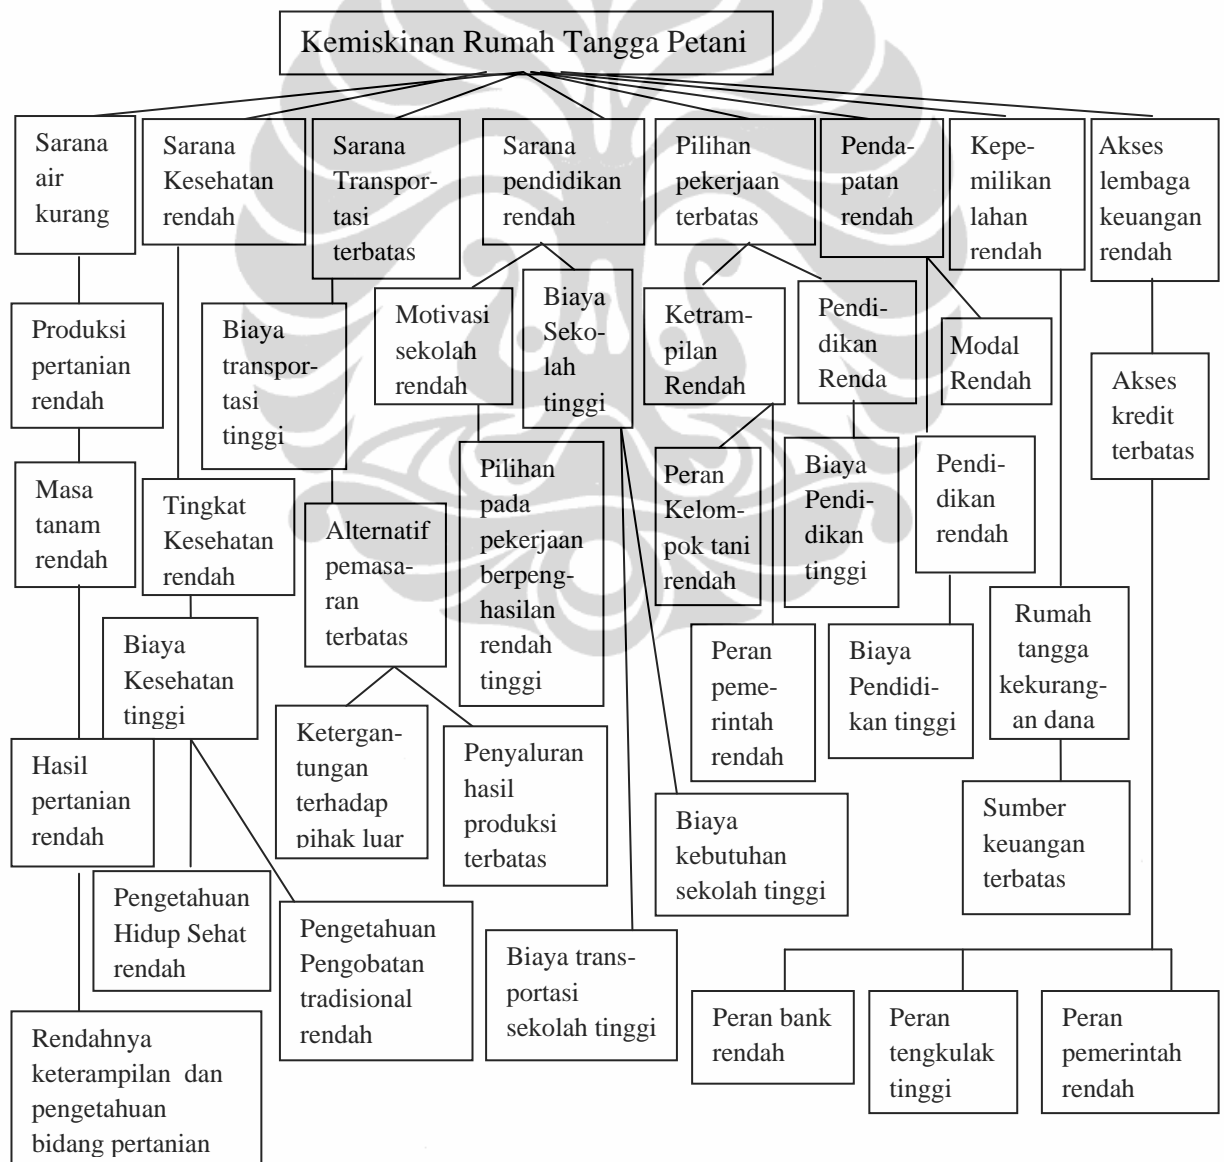 Kemiskinan Rumah Tangga Petani
Sarana
air
kurang
Sarana
Kesehatan
rendah
Sarana
Transpor-
tasi
terbatas
Sarana
pendidikan
rendah
Pilihan
pekerjaan
terbatas
Penda-
patan
rendah
Kepe-
milikan
lahan
rendah
Akses
lembaga
keuangan
rendah
Produksi
pertanian
rendah
Biaya
transpor-
tasi
tinggi
Motivasi
sekolah
rendah
Biaya
Seko-
lah
tinggi
Ketram-
pilan
Rendah
Pendi-
dikan
Renda
Modal
Rendah
Akses
kredit
terbatas
Masa
tanam
rendah
Tingkat
Kesehatan
rendah
Alternatif
pemasa-
ran
terbatas
Pilihan
pada
pekerjaan
berpeng-
hasilan
rendah
tinggi
Peran
Kelom-
pok tani
rendah
Biaya
Pendi-
dikan
tinggi
Pendi-
dikan
rendah
Rumah
tangga
kekurang-
an dana
Biaya
Kesehatan
tinggi
Peran
peme-
rintah
rendah
Biaya
Pendidi-
kan tinggi
Hasil
pertanian
rendah
Ketergan-
tungan
terhadap
pihak luar
Penyaluran
hasil
produksi
terbatas
Biaya
kebutuhan
sekolah tinggi
Sumber
keuangan
terbatas
Pengetahuan
Hidup Sehat
rendah
Pengetahuan
Pengobatan
tradisional
rendah
Biaya trans-
portasi
sekolah tinggi
Peran bank
rendah
Peran
tengkulak
tinggi
Peran
pemerintah
rendah
Rendahnya
keterampilan dan
pengetahuan
bidang pertanian